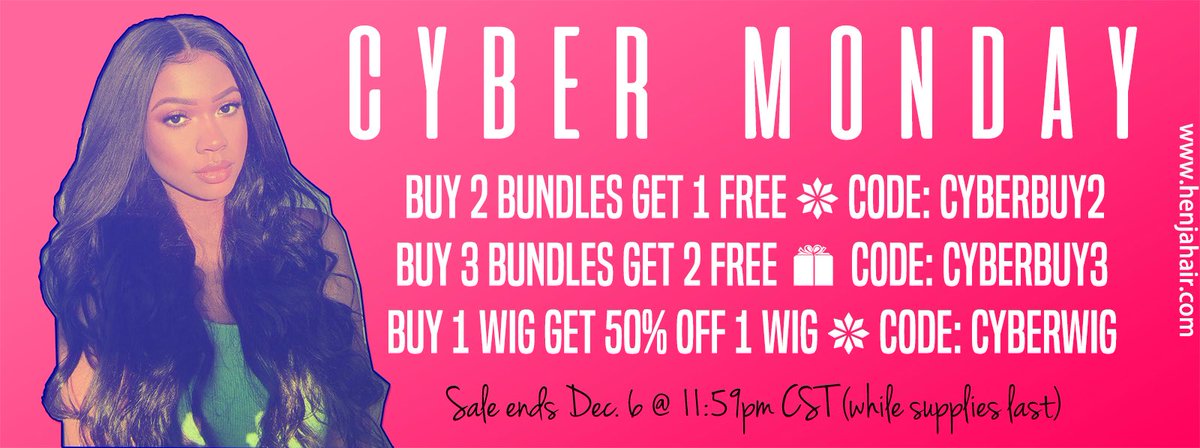 CYBER MONDAY
BUY 2 BUNDLES GET 1 FREE CODE: CYBERBUY2
BUY 3 BUNDLES GET 2 FREE CODE: CYBERBUY3
BUY 1 WIG GET 50% OFF 1 WIG CODE: CYBERWIG
Sale ends Dec. 6 @ 11:59pm CST (while supplies last)
www.henjahair.com